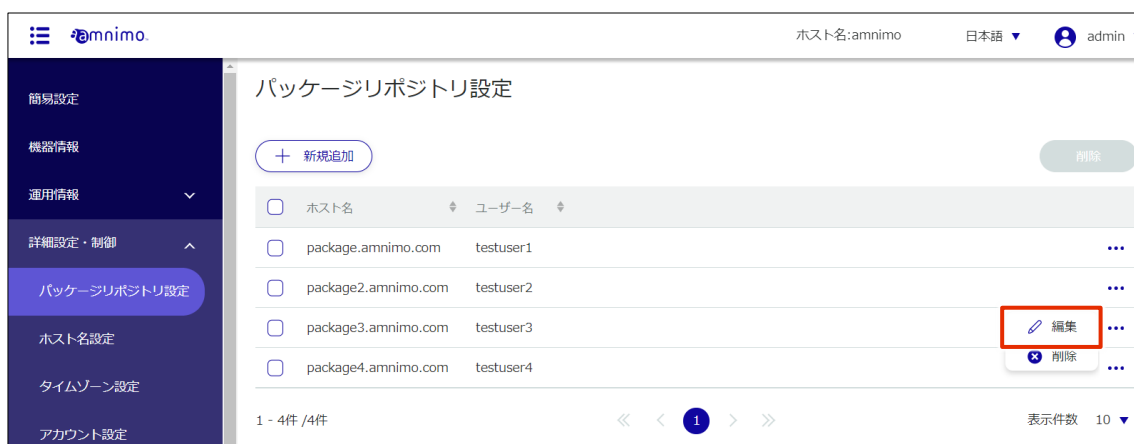 amnimo
ホスト名:amnimo
日本語
admin
簡易設定
機器情報
運用情報
詳細設定・制御
パッケージリポジトリ設定
ホスト名設定
タイムゾーン設定
アカウント設定
パッケージリポジトリ設定
新規追加
削除
ホスト名 ユーザー名
package.amnimo.com testuser1
package2.amnimo.com testuser2
package3.amnimo.com testuser3
編集
削除
package4.amnimo.com testuser4
1 - 4件 /4件
1
表示件数 10